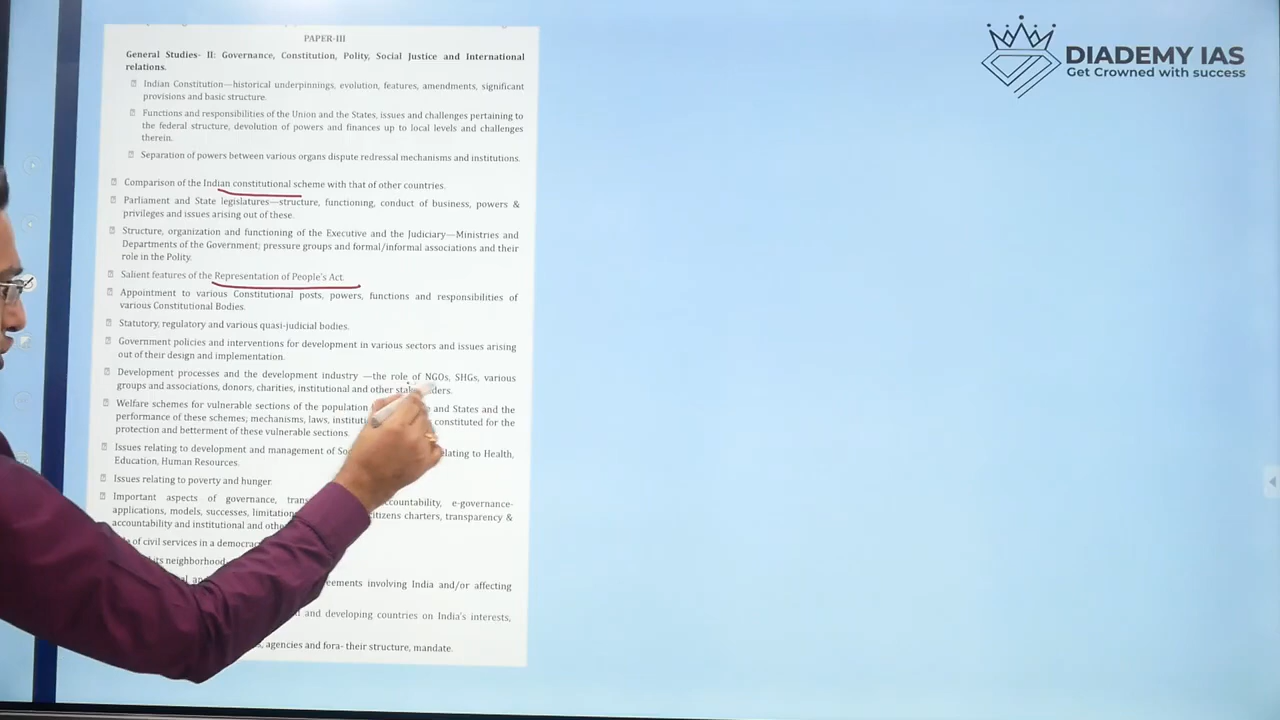 PAPER-III
General Studies- II: Governance, Constitution, Polity, Social Justice and International
relations.
Indian Constitution—historical underpinnings, evolution, features, amendments, significant
provisions and basic structure.
Functions and responsibilities of the Union and the States, issues and challenges pertaining to
the federal structure, devolution of powers and finances up to local levels and challenges
therein.
Separation of powers between various organs dispute redressal mechanisms and institutions.
Comparison of the Indian constitutional scheme with that of other countries.
Parliament and State legislatures—structure, functioning, conduct of business, powers &
privileges and issues arising out of these.
Structure, organization and functioning of the Executive and the Judiciary—Ministries and
Departments of the Government; pressure groups and formal/informal associations and their
role in the Polity.
Salient features of the Representation of People's Act.
Appointment to various Constitutional posts, powers, functions and responsibilities of
various Constitutional Bodies.
Statutory, regulatory and various quasi-judicial bodies.
Government policies and interventions for development in various sectors and issues arising
out of their design and implementation.
Development processes and the development industry —the role of NGOs, SHGs, various
groups and associations, donors, charities, institutional and other stak ders.
Welfare schemes for vulnerable sections of the population and States and the
performance of these schemes; mechanisms, laws, instituti constituted for the
protection and betterment of these vulnerable sections.
Issues relating to development and management of So lating to Health,
Education, Human Resources.
Issues relating to poverty and hunger.
Important aspects of governance, trans ccountability, e-governance-
applications, models, successes, limitation itizens charters, transparency &
accountability and institutional and othe
of civil services in a democrac
its neighborhood
al an eements involving India and/or affecting
and developing countries on India's interests,
agencies and fora- their structure, mandate.
DIADEMY IAS
Get Crowned with success